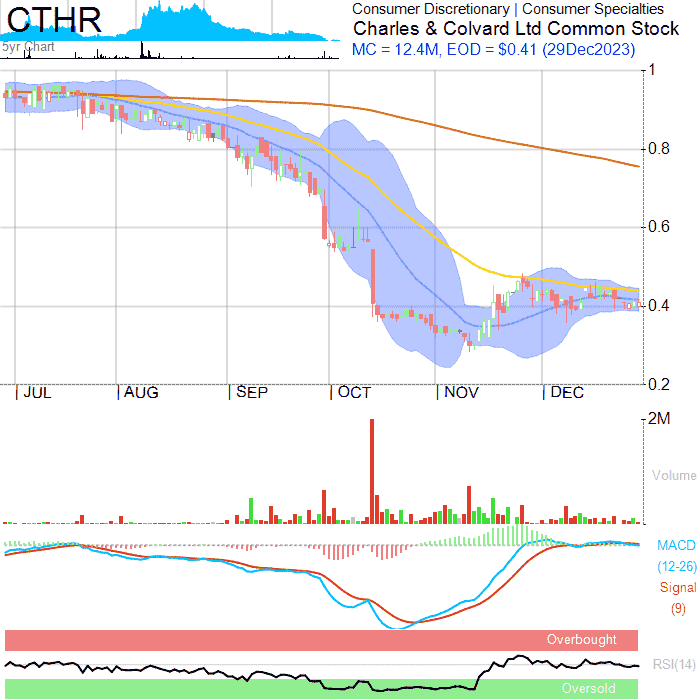 CTHR
5yr Chart
Consumer Discretionary | Consumer Specialties
Charles & Colvard Ltd Common Stock
MC = 12.4M, EOD = $0.41 (29Dec2023)
1
0.8
0.6
0.4
0.2
JUL AUG SEP OCT NOV DEC
2M
Volume
MACD
(12-26)
Signal
(9)
Overbought
RSI(14)
Oversold